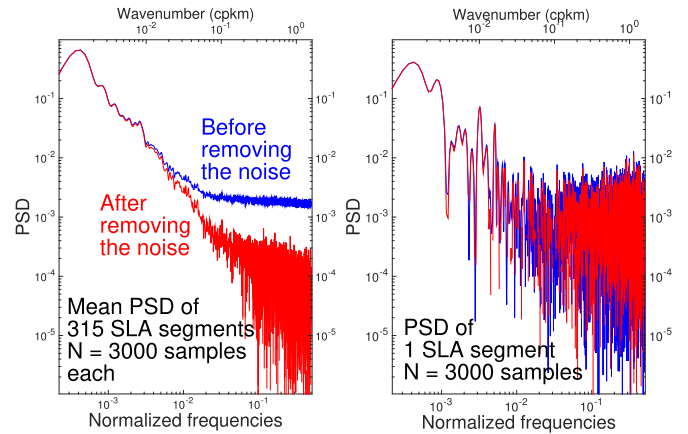 Wavenumber (cpkm)
10^-2 10^-1 10^0
PSD
10^-1 10^-1
10^-2 10^-2
10^-3 10^-3
10^-4 10^-4
10^-5 10^-5
Before
removing
the noise
After
removing
the noise
Mean PSD of
315 SLA segments
N = 3000 samples
each
10^-3 10^-2 10^-1
Normalized frequencies
Wavenumber (cpkm)
10^-2 10^-1 10^0
PSD
10^-1 10^-1
10^-2 10^-2
10^-3 10^-3
10^-4 10^-4
10^-5 10^-5
PSD of
1 SLA segment
N = 3000 samples
10^-3 10^-2 10^-1
Normalized frequencies